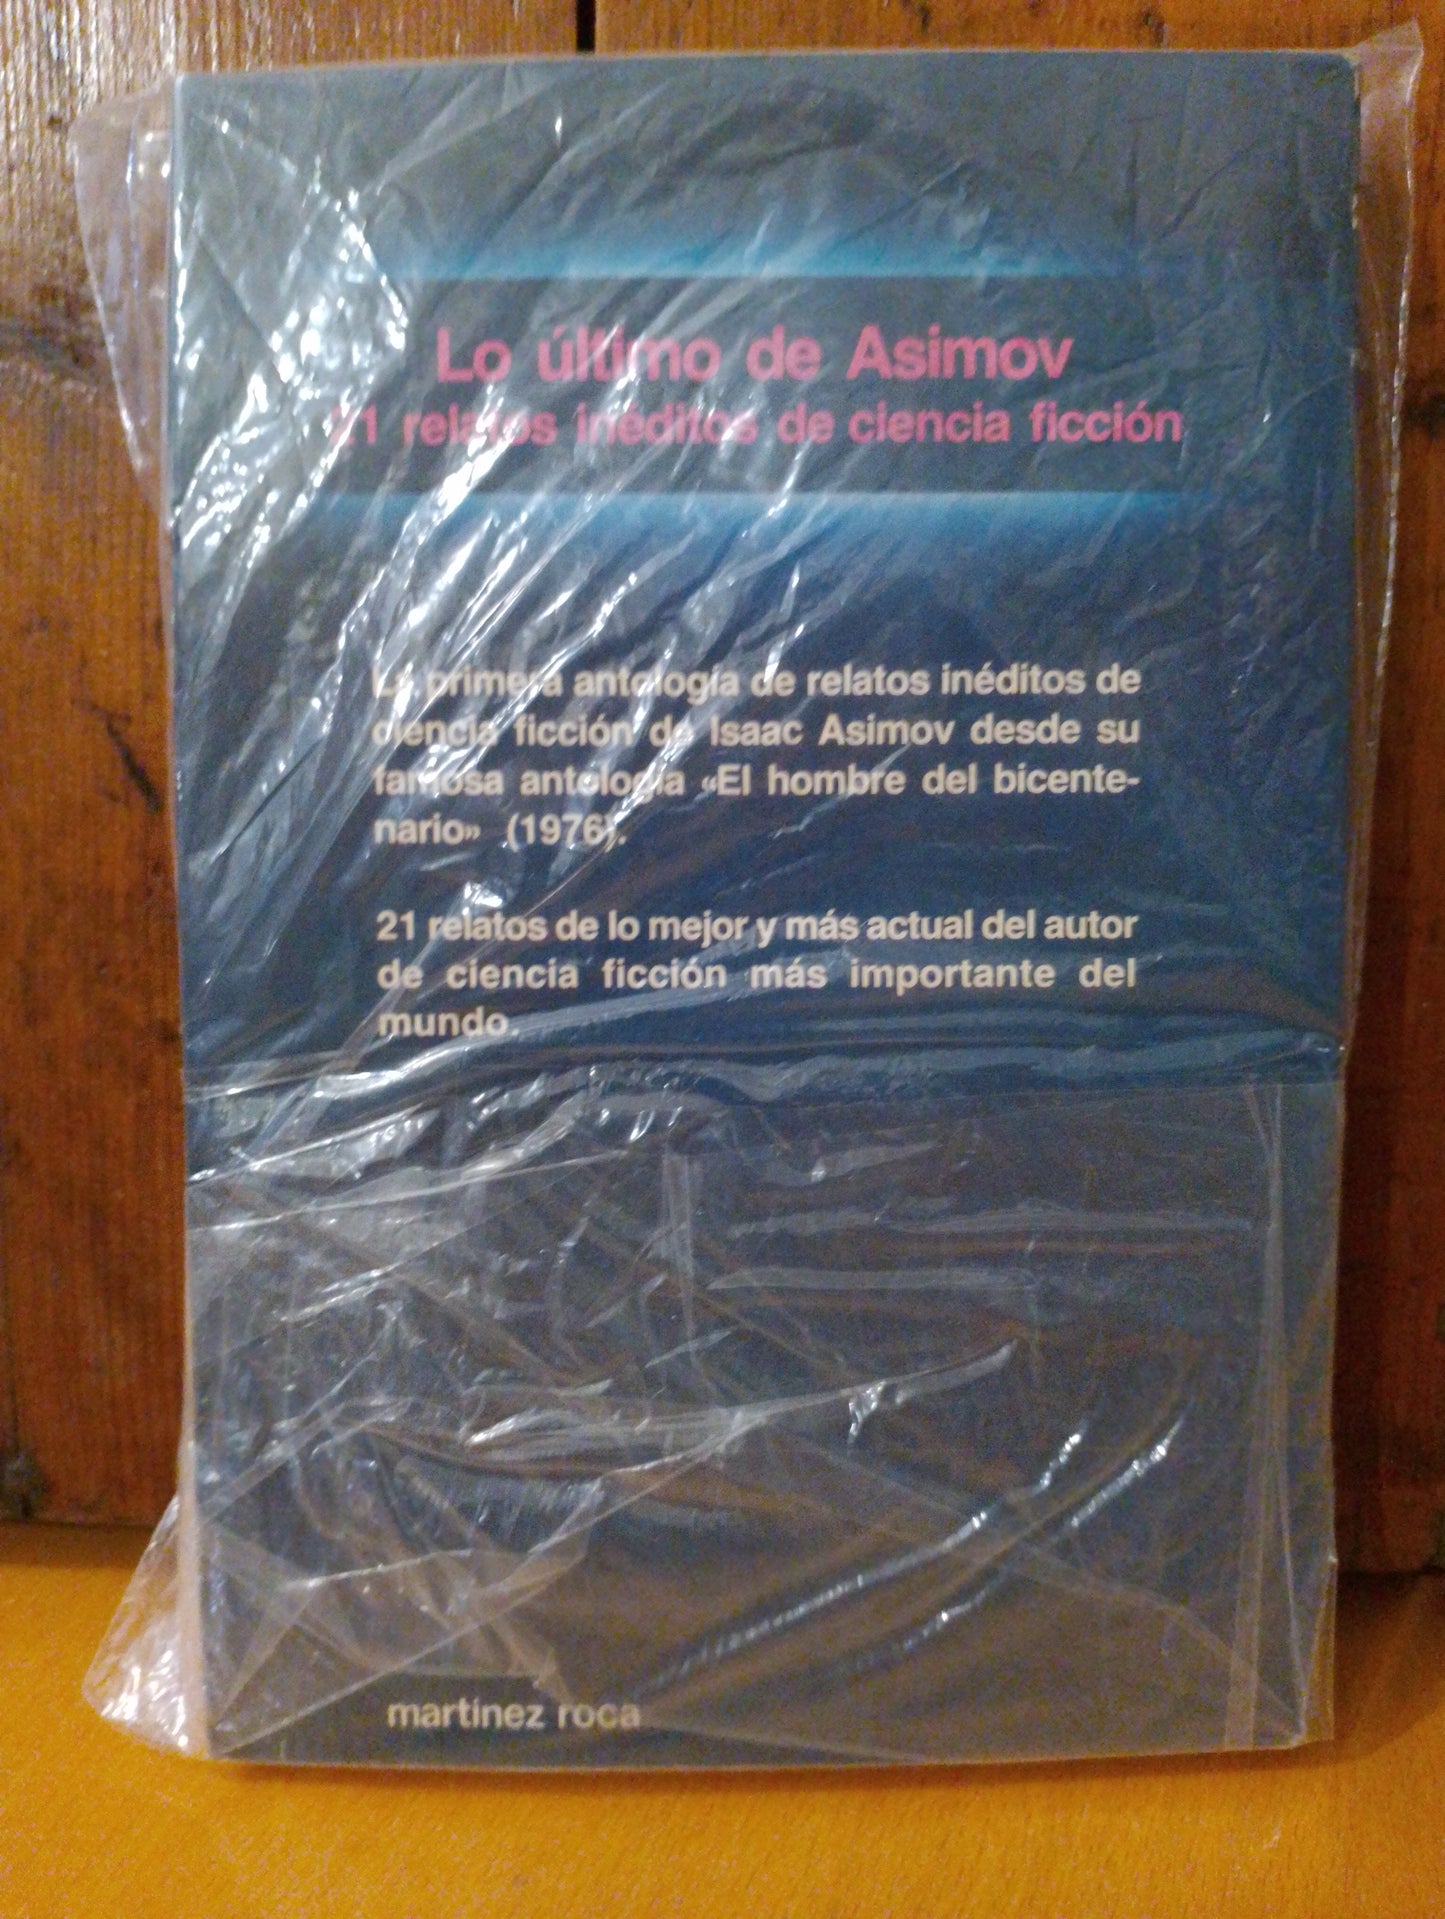 Lo último de Asimov
21 relatos inéditos de ciencia ficción
La primera antología de relatos inéditos de
ciencia ficción de Isaac Asimov desde su
famosa antología «El hombre del bicente-
nario» (1976).
21 relatos de lo mejor y más actual del autor
de ciencia ficción más importante del
mundo.
martínez roca